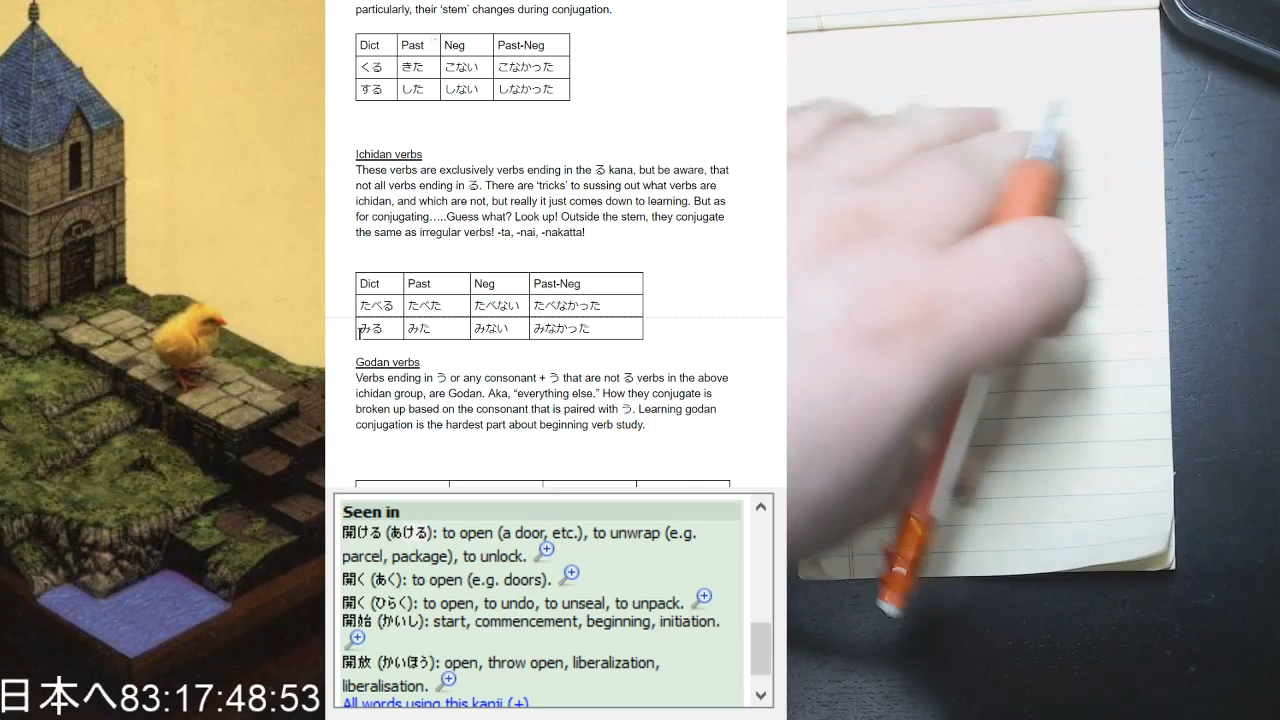 particularly, their ‘stem’ changes during conjugation.
Dict Past Neg Past-Neg
くる きた こない こなかった
する した しない しなかった
Ichidan verbs
These verbs are exclusively verbs ending in the る kana, but be aware, that
not all verbs ending in る. There are ‘tricks’ to sussing out what verbs are
ichidan, and which are not, but really it just comes down to learning. But as
for conjugating…..Guess what? Look up! Outside the stem, they conjugate
the same as irregular verbs! -ta, -nai, -nakatta!
Dict Past Neg Past-Neg
たべる たべた たべない たべなかった
みる みた みない みなかった
Godan verbs
Verbs ending in う or any consonant + う that are not る verbs in the above
ichidan group, are Godan. Aka, “everything else.” How they conjugate is
broken up based on the consonant that is paired with う. Learning godan
conjugation is the hardest part about beginning verb study.
Seen in
開ける (あける): to open (a door, etc.), to unwrap (e.g.
parcel, package), to unlock.
開く (あく): to open (e.g. doors).
開く (ひらく): to open, to undo, to unseal, to unpack.
開始 (かいし): start, commencement, beginning, initiation.
開放 (かいほう): open, throw open, liberalization,
liberalisation.
All words using this kanji (+)
日本へ83:17:48:53